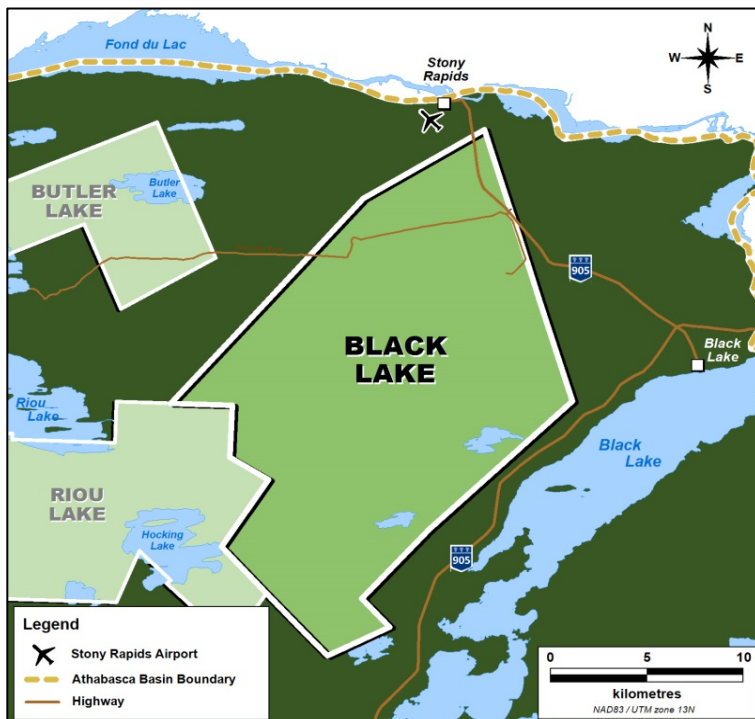 Fond du Lac
Stony
Rapids
N
W
E
S
BUTLER
LAKE
Butler
Lake
905
BLACK
LAKE
Black
Lake
Riou
Lake
Black
Lake
RIOU
LAKE
Hocking
Lake
905
Legend
Stony Rapids Airport
Athabasca Basin Boundary
Highway
0 5 10
kilometres
NAD83 / UTM zone 13N